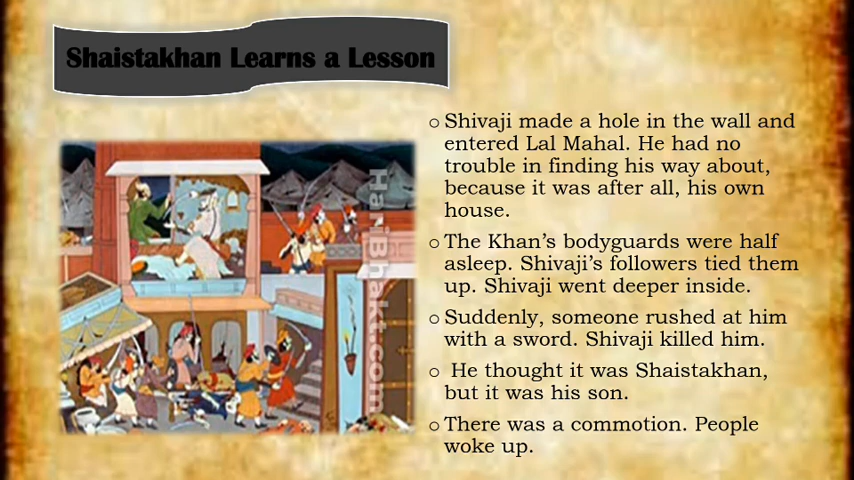 Shaistakhan Learns a Lesson
o Shivaji made a hole in the wall and
entered Lal Mahal. He had no
trouble in finding his way about,
because it was after all, his own
house.
o The Khan's bodyguards were half
asleep. Shivaji's followers tied them
up. Shivaji went deeper inside.
o Suddenly, someone rushed at him
with a sword. Shivaji killed him.
o He thought it was Shaistakhan,
but it was his son.
o There was a commotion. People
woke up.
HariBhakt.com